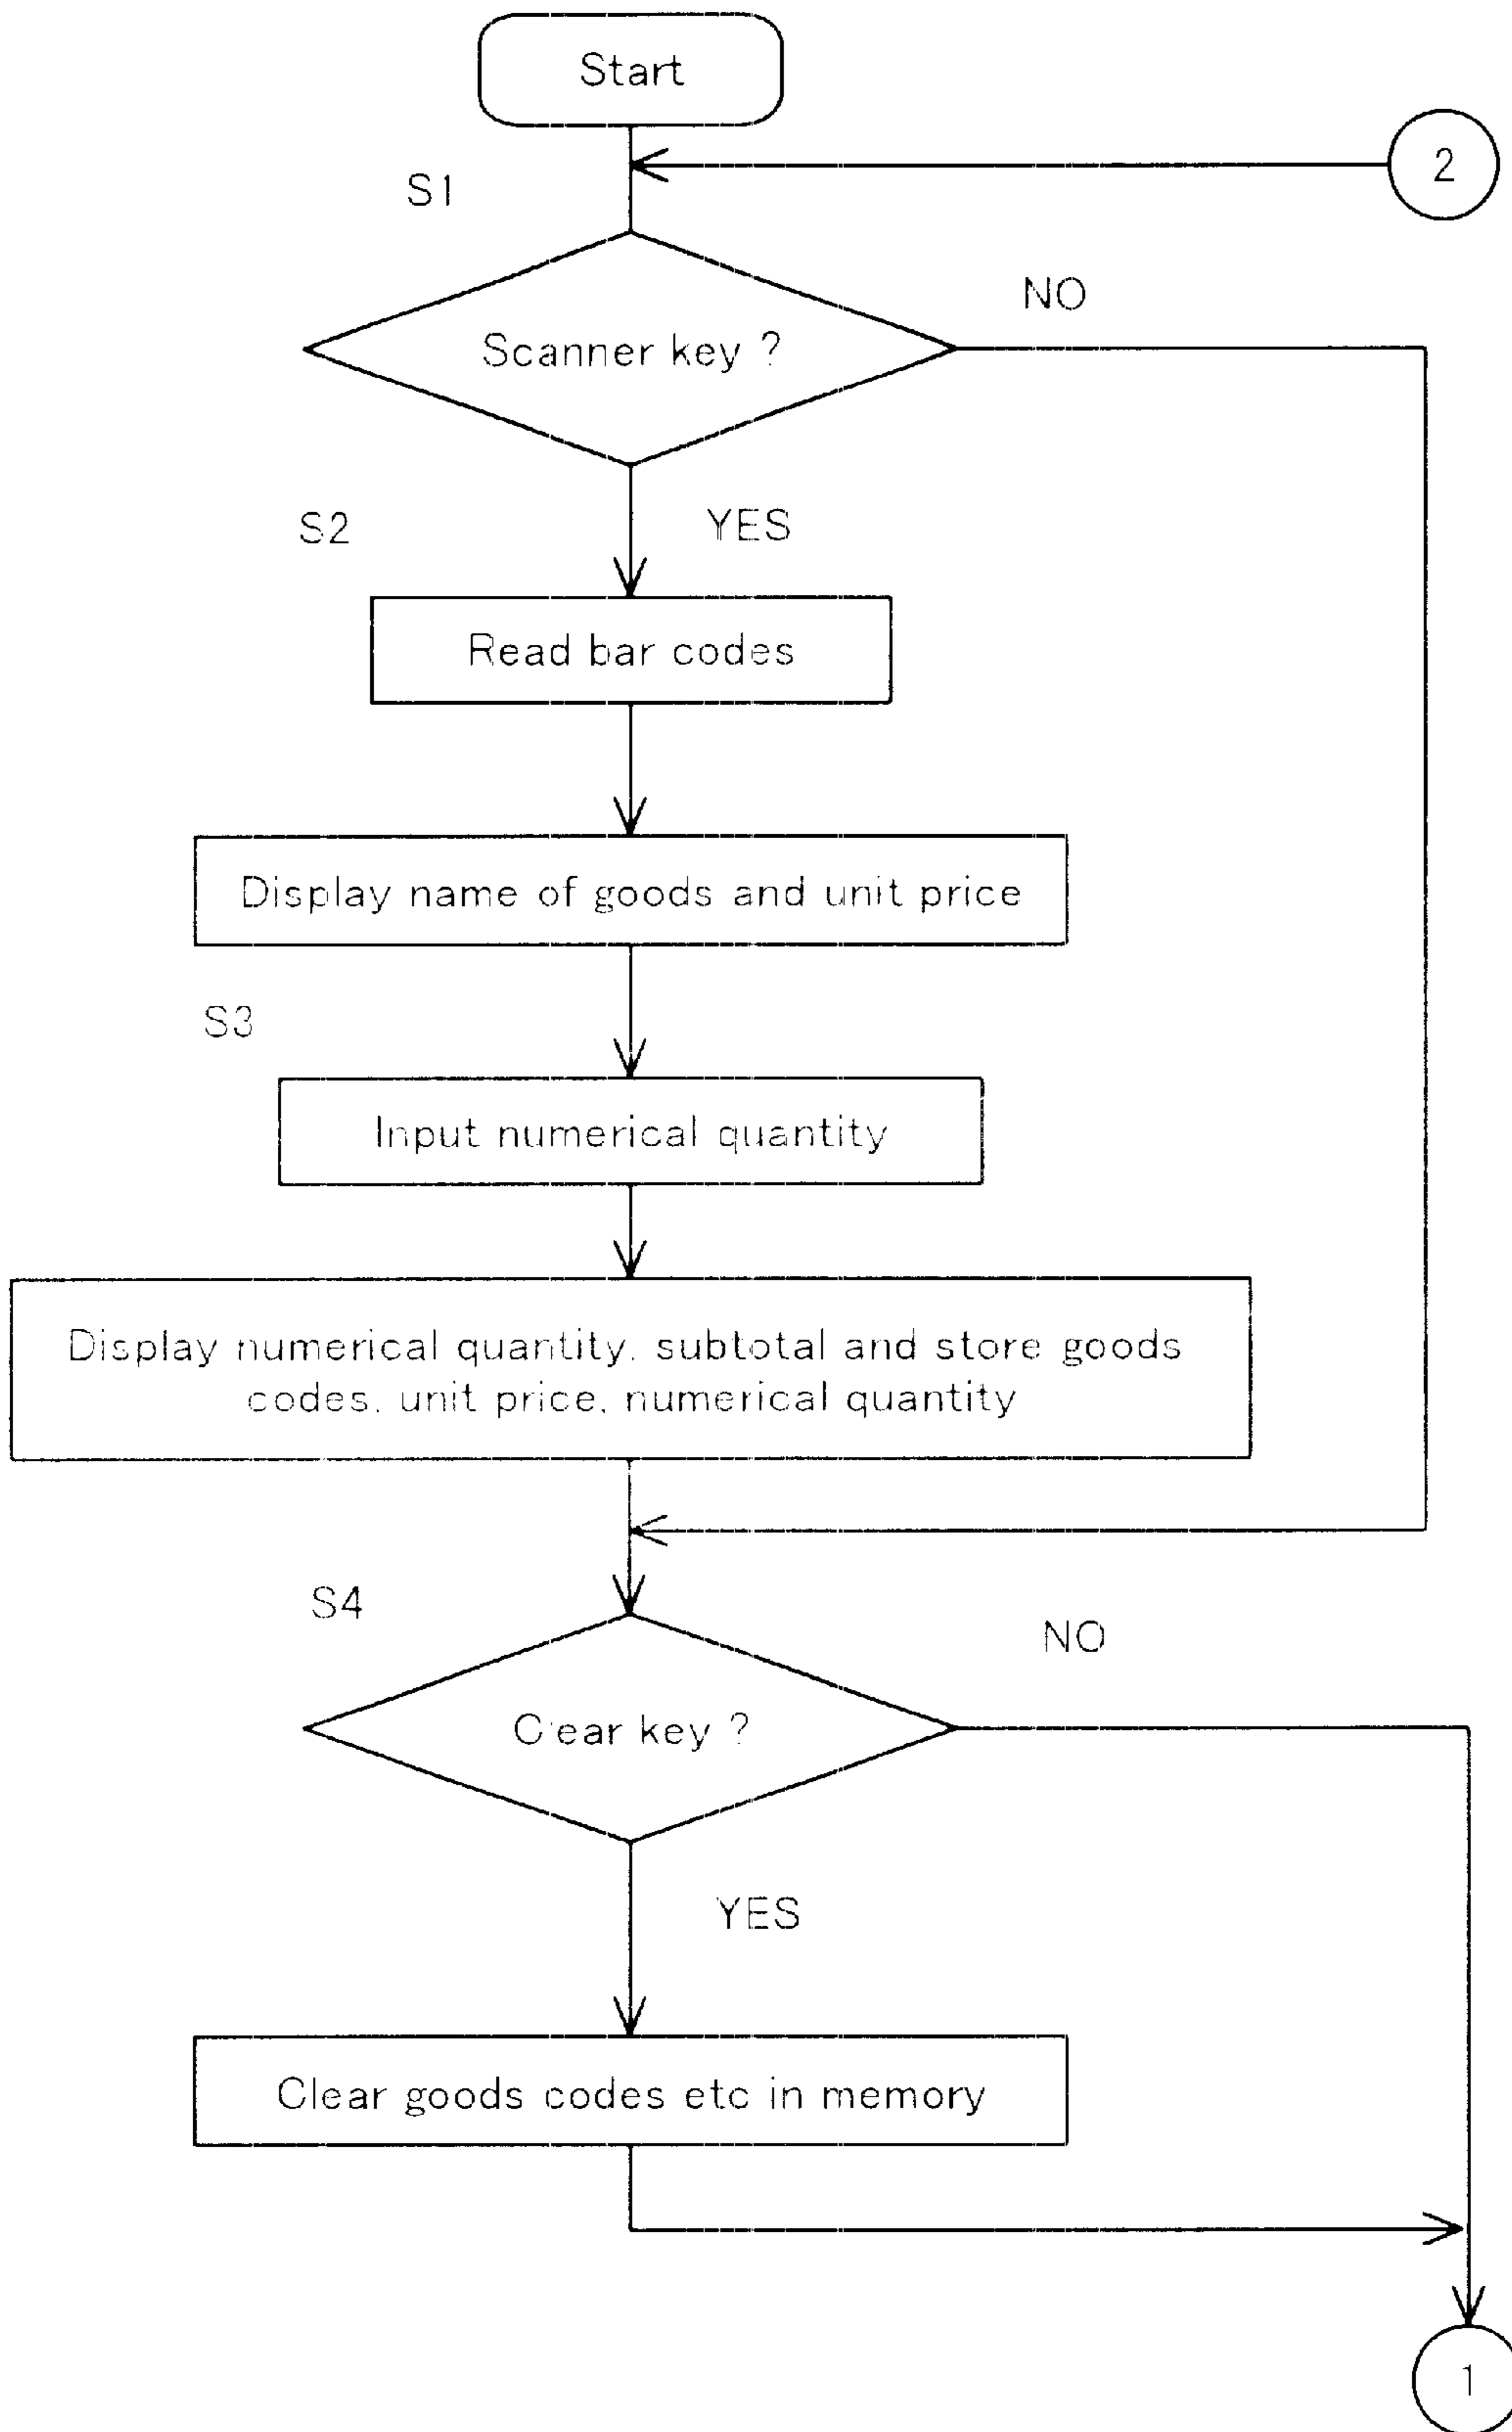 Start
2
S1
NO
Scanner key ?
S2
YES
Read bar codes
Display name of goods and unit price
S3
Input numerical quantity
Display numerical quantity. subtotal and store goods
codes. unit price. numerical quantity
S4
NO
Clear key ?
YES
Clear goods codes etc in memory
1